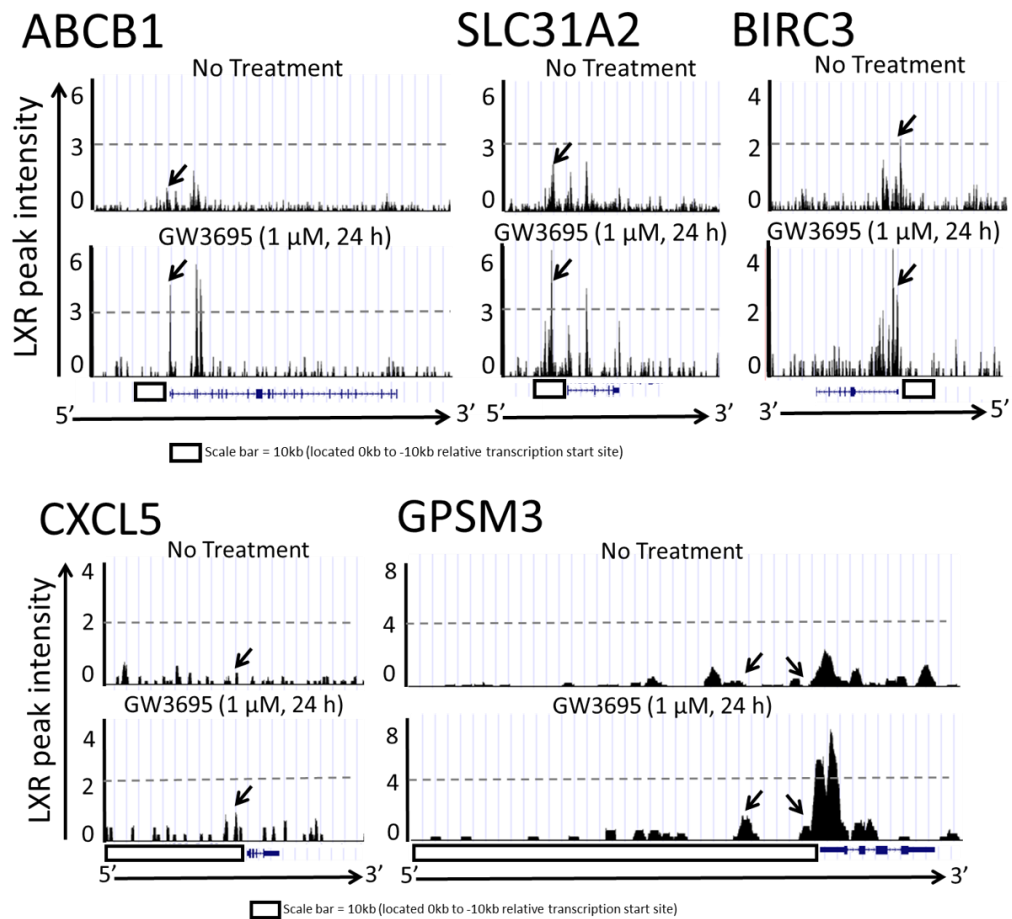 ABCB1 SLC31A2 BIRC3
No Treatment No Treatment No Treatment
LXR peak intensity
6 6 4
3 3 2
0 0 0
GW3695 (1 µM, 24 h) GW3695 (1 µM, 24 h) GW3695 (1 µM, 24 h)
6 6 4
3 3 2
0 0 0
5’ 3’ 5’ 3’ 3’ 5’
Scale bar = 10kb (located 0kb to -10kb relative transcription start site)
CXCL5 GPSM3
No Treatment No Treatment
LXR peak intensity
4 8
2 4
0 0
GW3695 (1 µM, 24 h) GW3695 (1 µM, 24 h)
4 8
2 4
0 0
5’ 3’ 5’ 3’
Scale bar = 10kb (located 0kb to -10kb relative transcription start site)